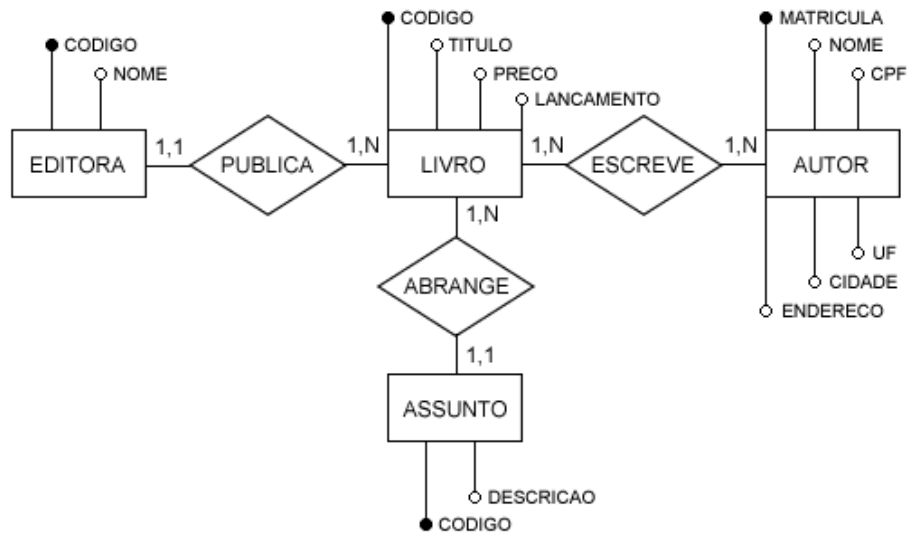 CODIGO
NOME
EDITORA
1,1
PUBLICA
1,N
CODIGO
TITULO
PRECO
LANCAMENTO
LIVRO
1,N
ESCREVE
1,N
MATRICULA
NOME
CPF
AUTOR
UF
CIDADE
ENDERECO
1,N
ABRANGE
1,1
ASSUNTO
DESCRICAO
CODIGO